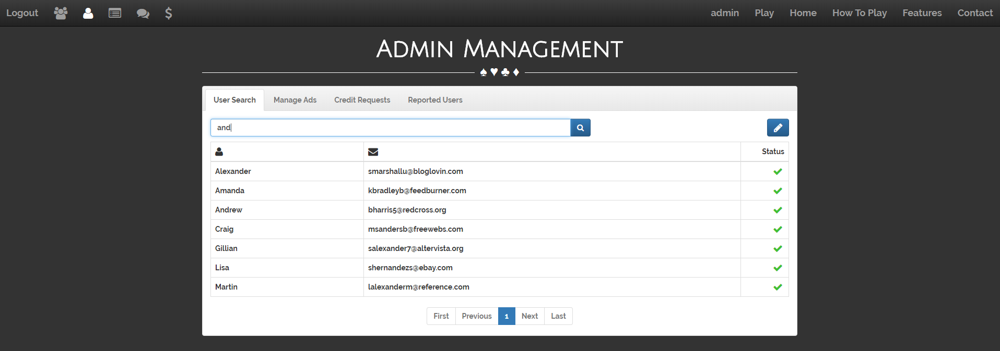 Logout admin Play Home How To Play Features Contact
Admin Management
User Search Manage Ads Credit Requests Reported Users
and
Status
Alexander smarshallu@bloglovin.com
Amanda kbradleyb@feedburner.com
Andrew bharris5@redcross.org
Craig msandersb@freewebs.com
Gillian salexander7@altervista.org
Lisa shernandezs@ebay.com
Martin lalexanderm@reference.com
First Previous 1 Next Last